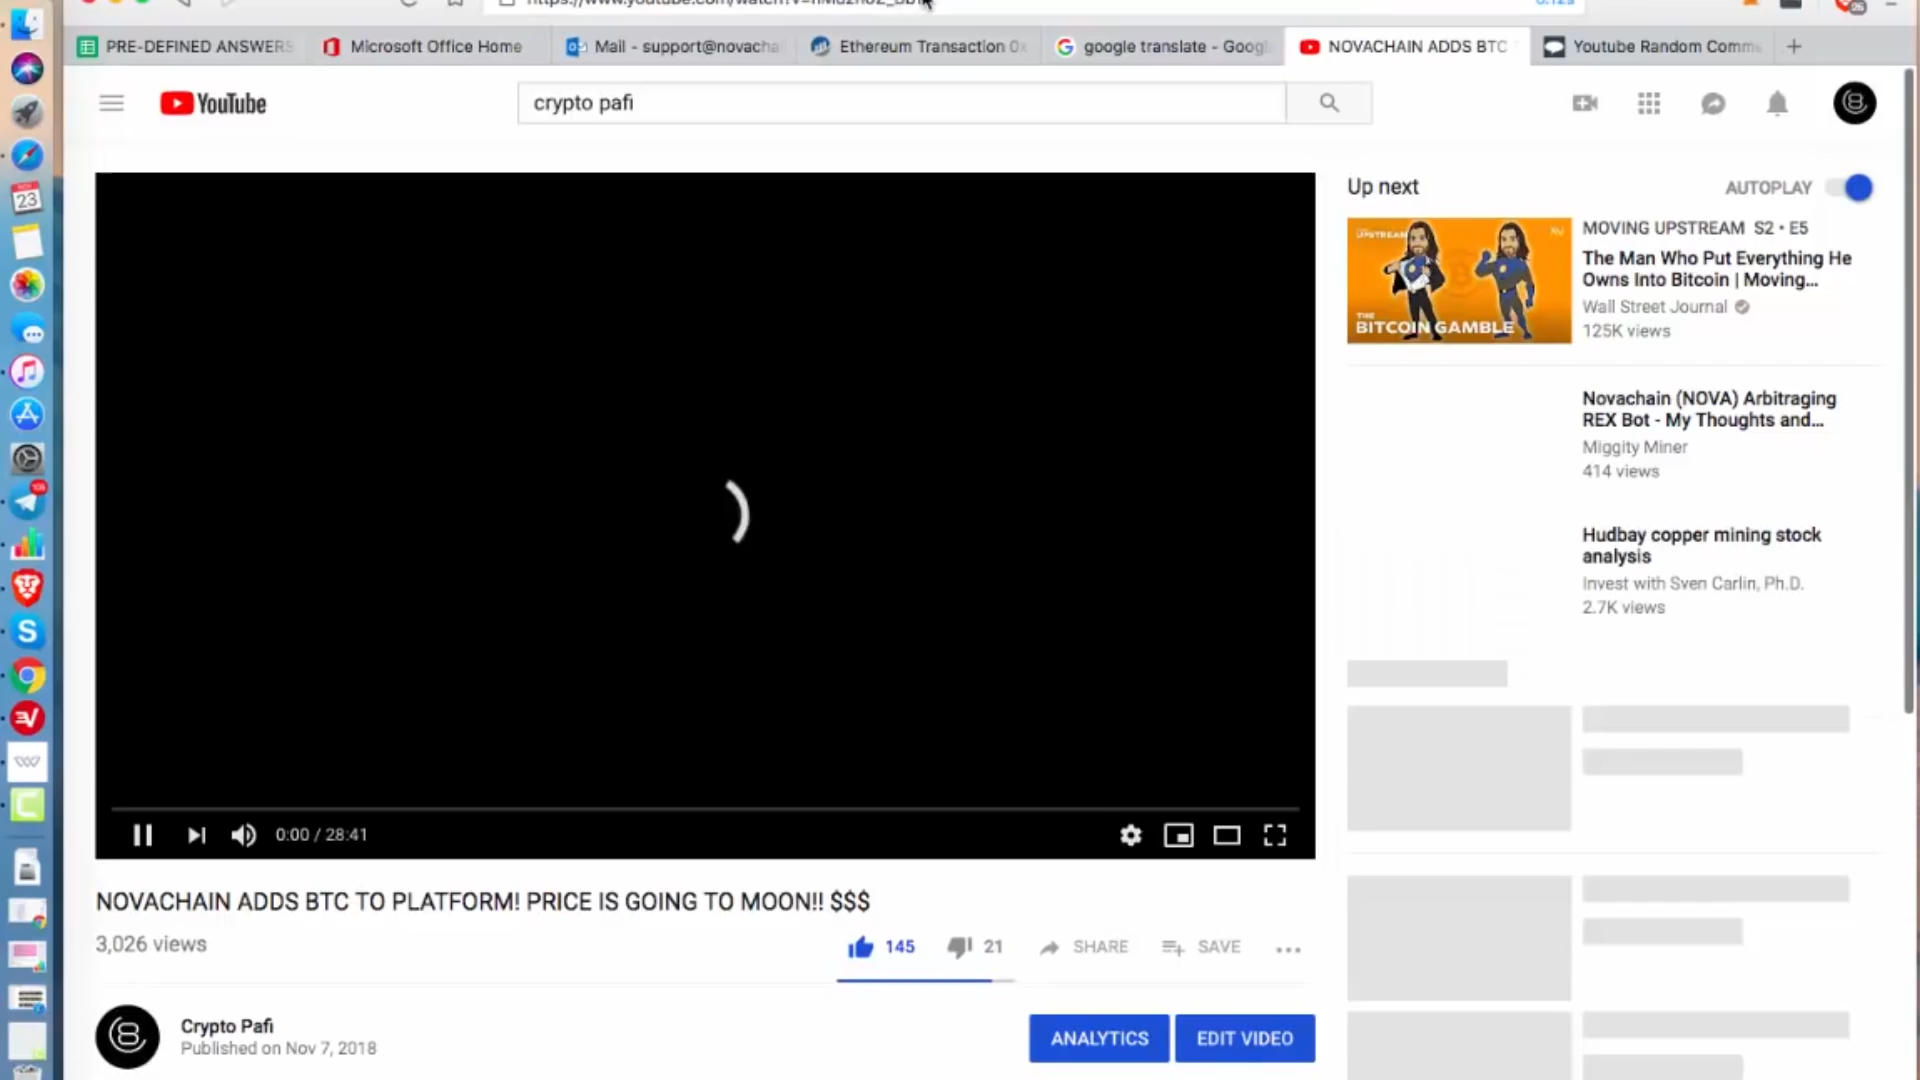 PRE-DEFINED ANSWERS
Microsoft Office Home
Mail - support@novacha
Ethereum Transaction 0x
google translate - Googl
NOVACHAIN ADDS BTC
Youtube Random Comme
YouTube
crypto pafi
Up next
AUTOPLAY
UPSTREAM
THE
BITCOIN GAMBLE
MOVING UPSTREAM S2 • E5
The Man Who Put Everything He
Owns Into Bitcoin | Moving...
Wall Street Journal
125K views
Novachain (NOVA) Arbitraging
REX Bot - My Thoughts and...
Miggity Miner
414 views
Hudbay copper mining stock
analysis
Invest with Sven Carlin, Ph.D.
2.7K views
0:00 / 28:41
NOVACHAIN ADDS BTC TO PLATFORM! PRICE IS GOING TO MOON!! $$$
3,026 views
145
21
SHARE
SAVE
Crypto Pafi
Published on Nov 7, 2018
ANALYTICS
EDIT VIDEO
23